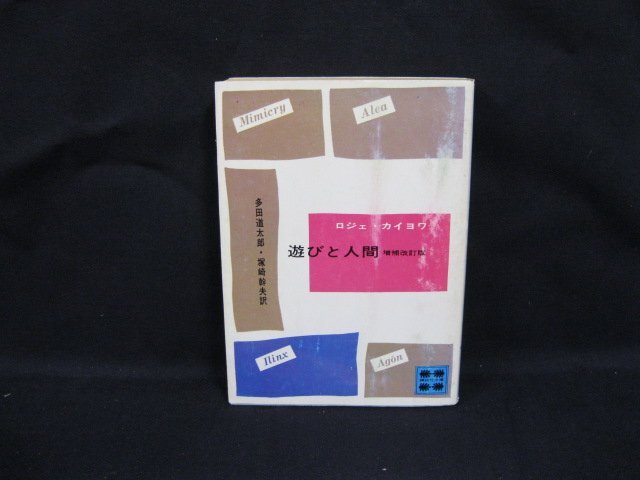 Mimicry
Alea
ロジェ・カイヨワ
遊びと人間 増補改訂版
多田道太郎・塚崎幹夫訳
Ilinx
Agôn